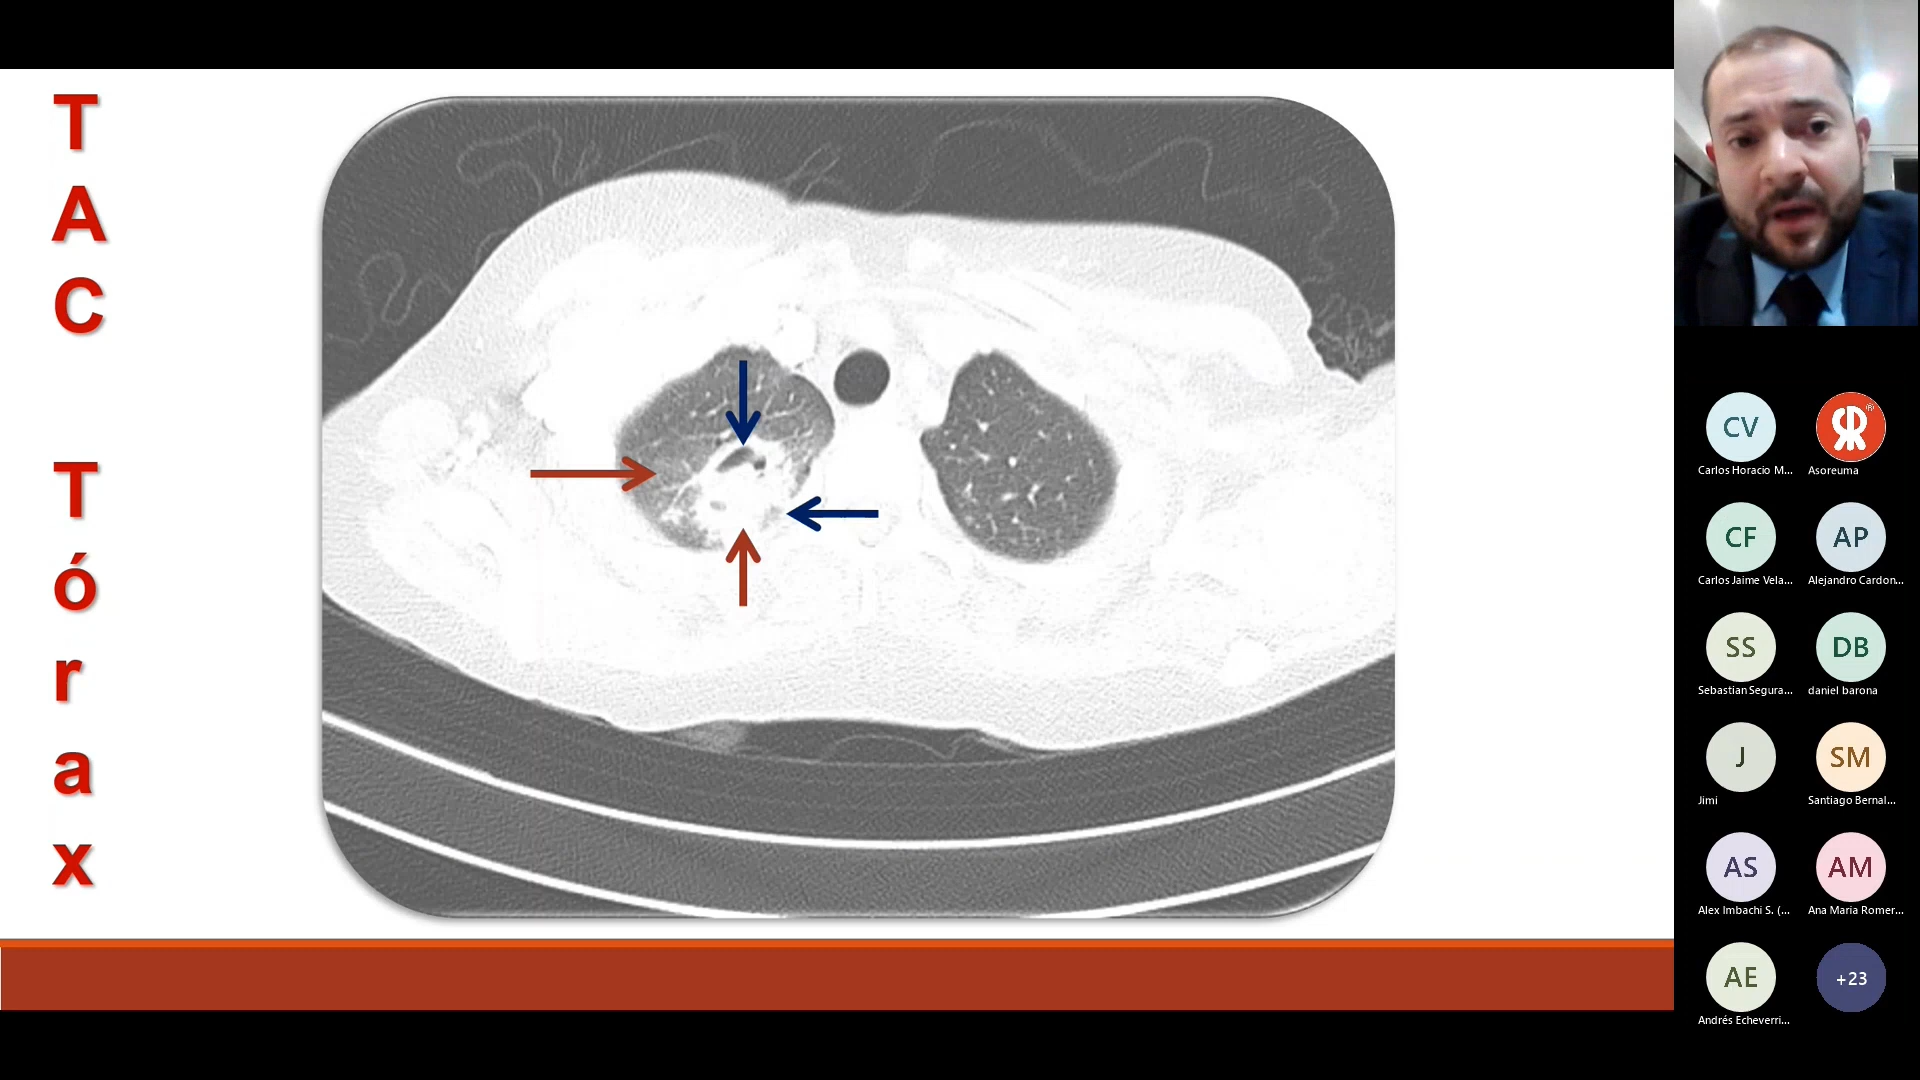 T
A
C
T
ó
r
a
x
CV
Carlos Horacio M...
®
Asoreuma
CF
Carlos Jaime Vela...
AP
Alejandro Cardon...
SS
Sebastian Segura...
DB
daniel barona
J
Jimi
SM
Santiago Bernal...
AS
Alex Imbachi S. (...
AM
Ana Maria Romer...
AE
Andrés Echeverri...
+23